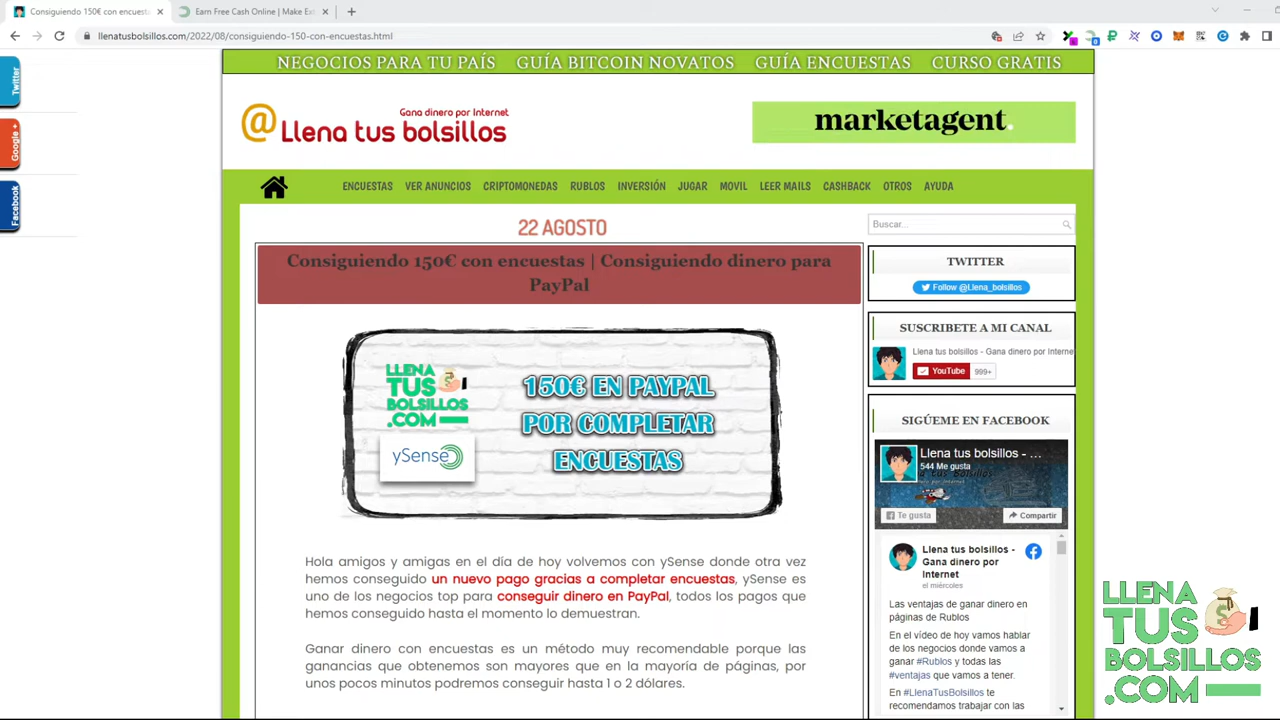 Consiguiendo 150€ con encuest
Earn Free Cash Online | Make Ext
llenatusbolsillos.com/2022/08/consiguiendo-150-con-encuestas.html
Twitter
Google +
Facebook
NEGOCIOS PARA TU PAÍS GUÍA BITCOIN NOVATOS GUÍA ENCUESTAS CURSO GRATIS
Gana dinero por Internet
@Llena tus bolsillos
marketagent.
ENCUESTAS VER ANUNCIOS CRIPTOMONEDAS RUBLOS INVERSIÓN JUGAR MOVIL LEER MAILS CASHBACK OTROS AYUDA
22 AGOSTO
Consiguiendo 150€ con encuestas | Consiguiendo dinero para
PayPal
LLENA
TUS
BOLSILLOS
.COM
ySense
150€ EN PAYPAL
POR COMPLETAR
ENCUESTAS
Hola amigos y amigas en el día de hoy volvemos con ySense donde otra vez
hemos conseguido un nuevo pago gracias a completar encuestas, ySense es
uno de los negocios top para conseguir dinero en PayPal, todos los pagos que
hemos conseguido hasta el momento lo demuestran.
Ganar dinero con encuestas es un método muy recomendable porque las
ganancias que obtenemos son mayores que en la mayoría de páginas, por
unos pocos minutos podremos conseguir hasta 1 o 2 dólares.
Buscar...
TWITTER
Follow @Llena_bolsillos
SUSCRIBETE A MI CANAL
Llena tus bolsillos - Gana dinero por Interne
YouTube 999+
SIGÚEME EN FACEBOOK
Llena tus bolsillos - ...
544 Me gusta
Te gusta
Compartir
Llena tus bolsillos -
Gana dinero por
Internet
el miércoles
Las ventajas de ganar dinero en
páginas de Rublos
En el vídeo de hoy vamos hablar
de los negocios donde vamos a
ganar #Rublos y todas las
#ventajas que vamos a tener.
En #LlenaTusBolsillos te
recomendamos trabajar con las
LLENA
TUS
BOLSILLOS
.COM